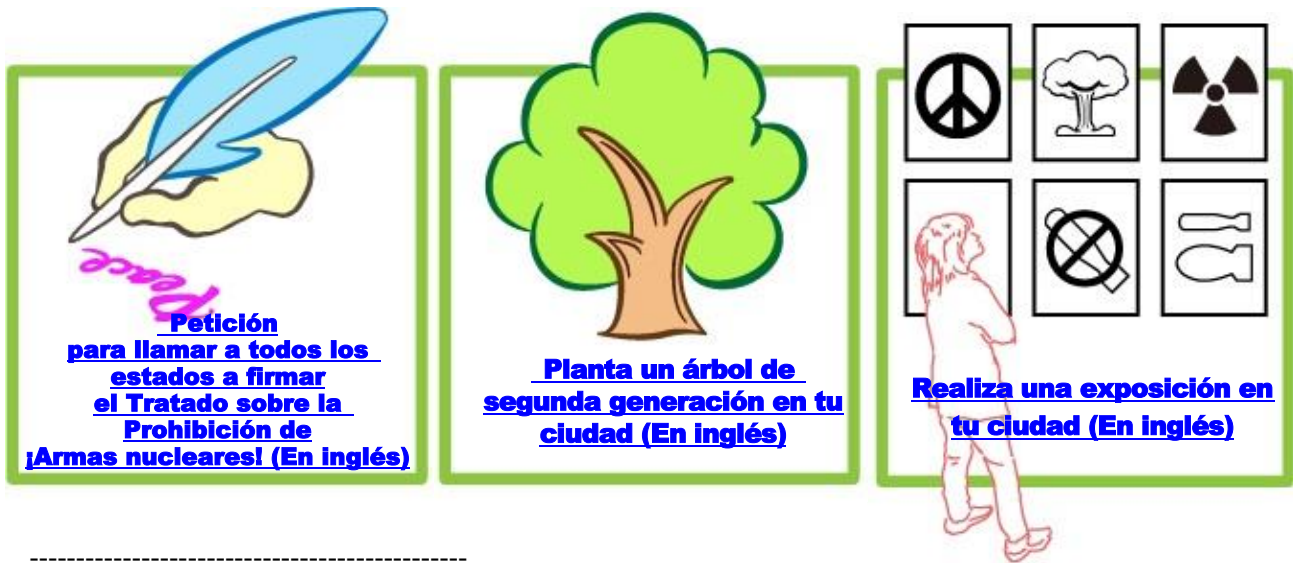 Peace
Petición
para llamar a todos los
estados a firmar
el Tratado sobre la
Prohibición de
¡Armas nucleares! (En inglés)
Planta un árbol de
segunda generación en tu
ciudad (En inglés)
Realiza una exposición en
tu ciudad (En inglés)
-----------------------------------------------